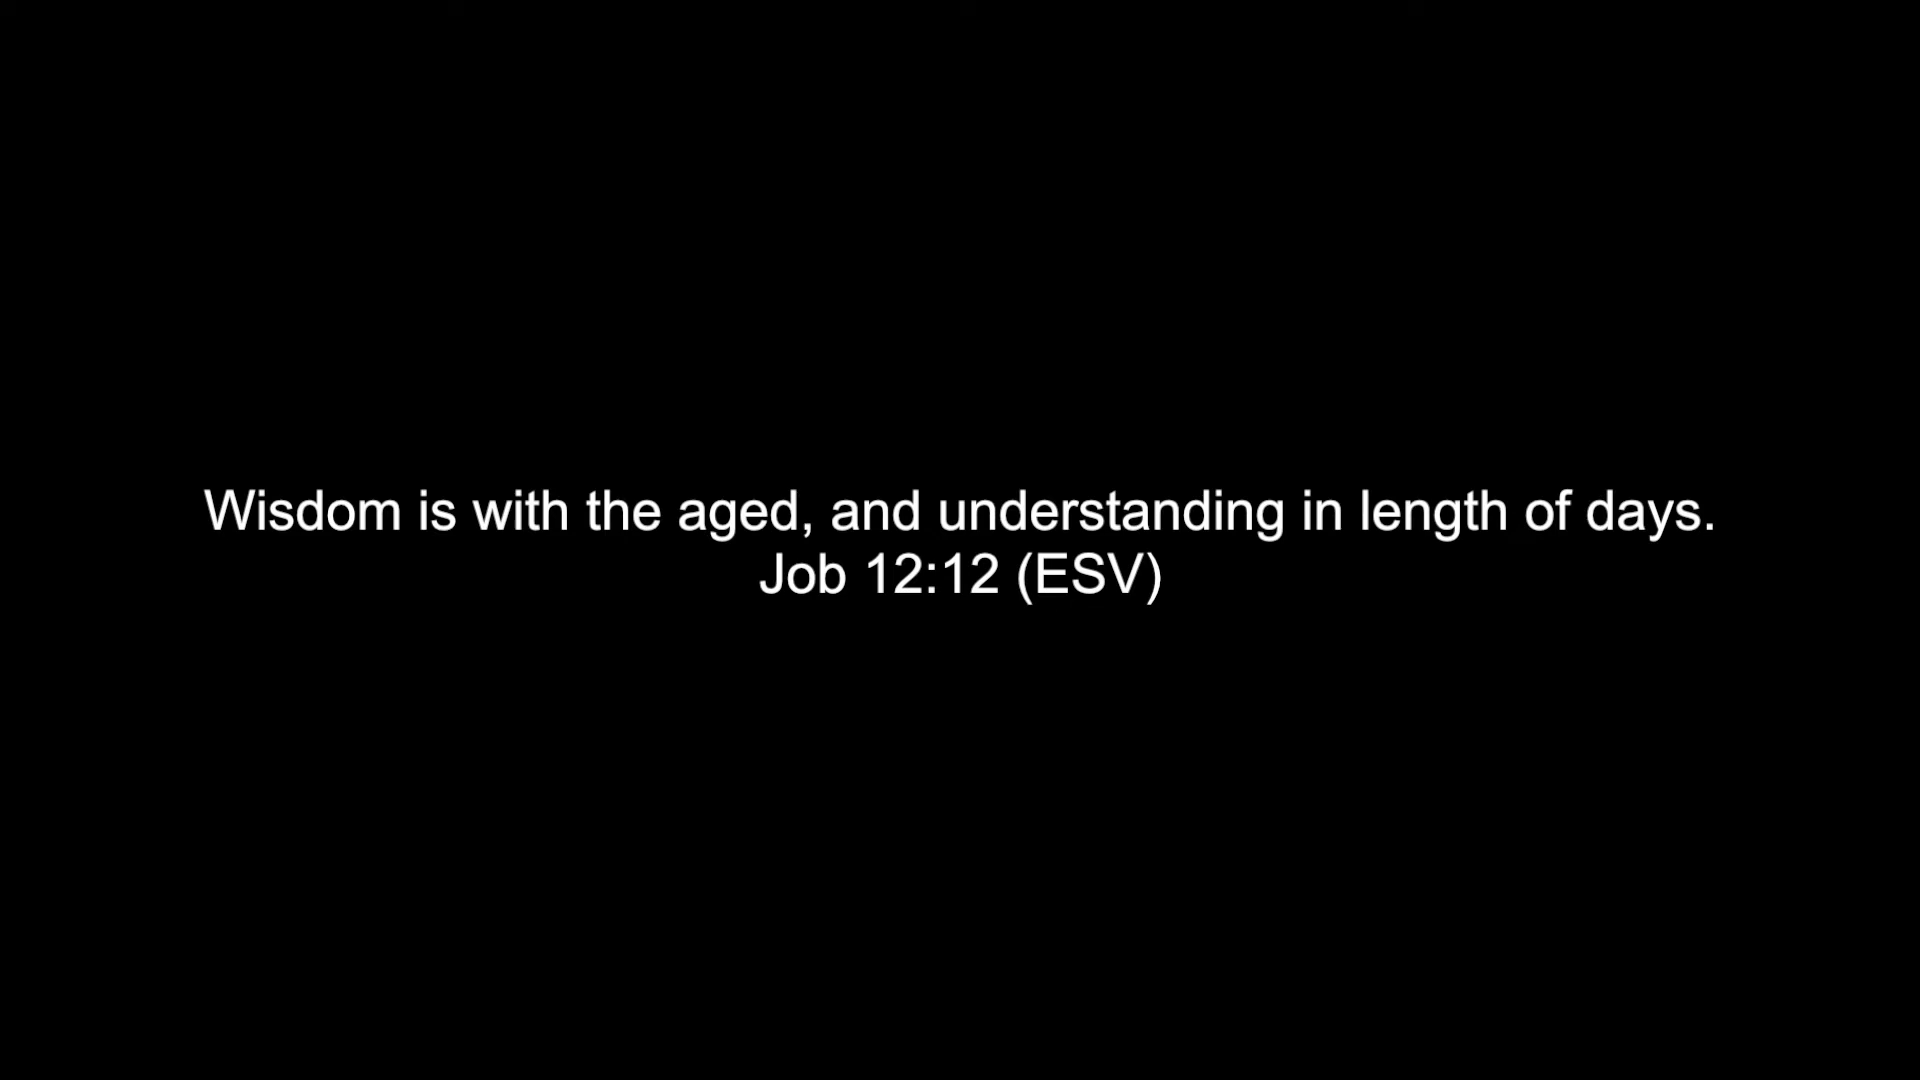 Wisdom is with the aged, and understanding in length of days.
Job 12:12 (ESV)